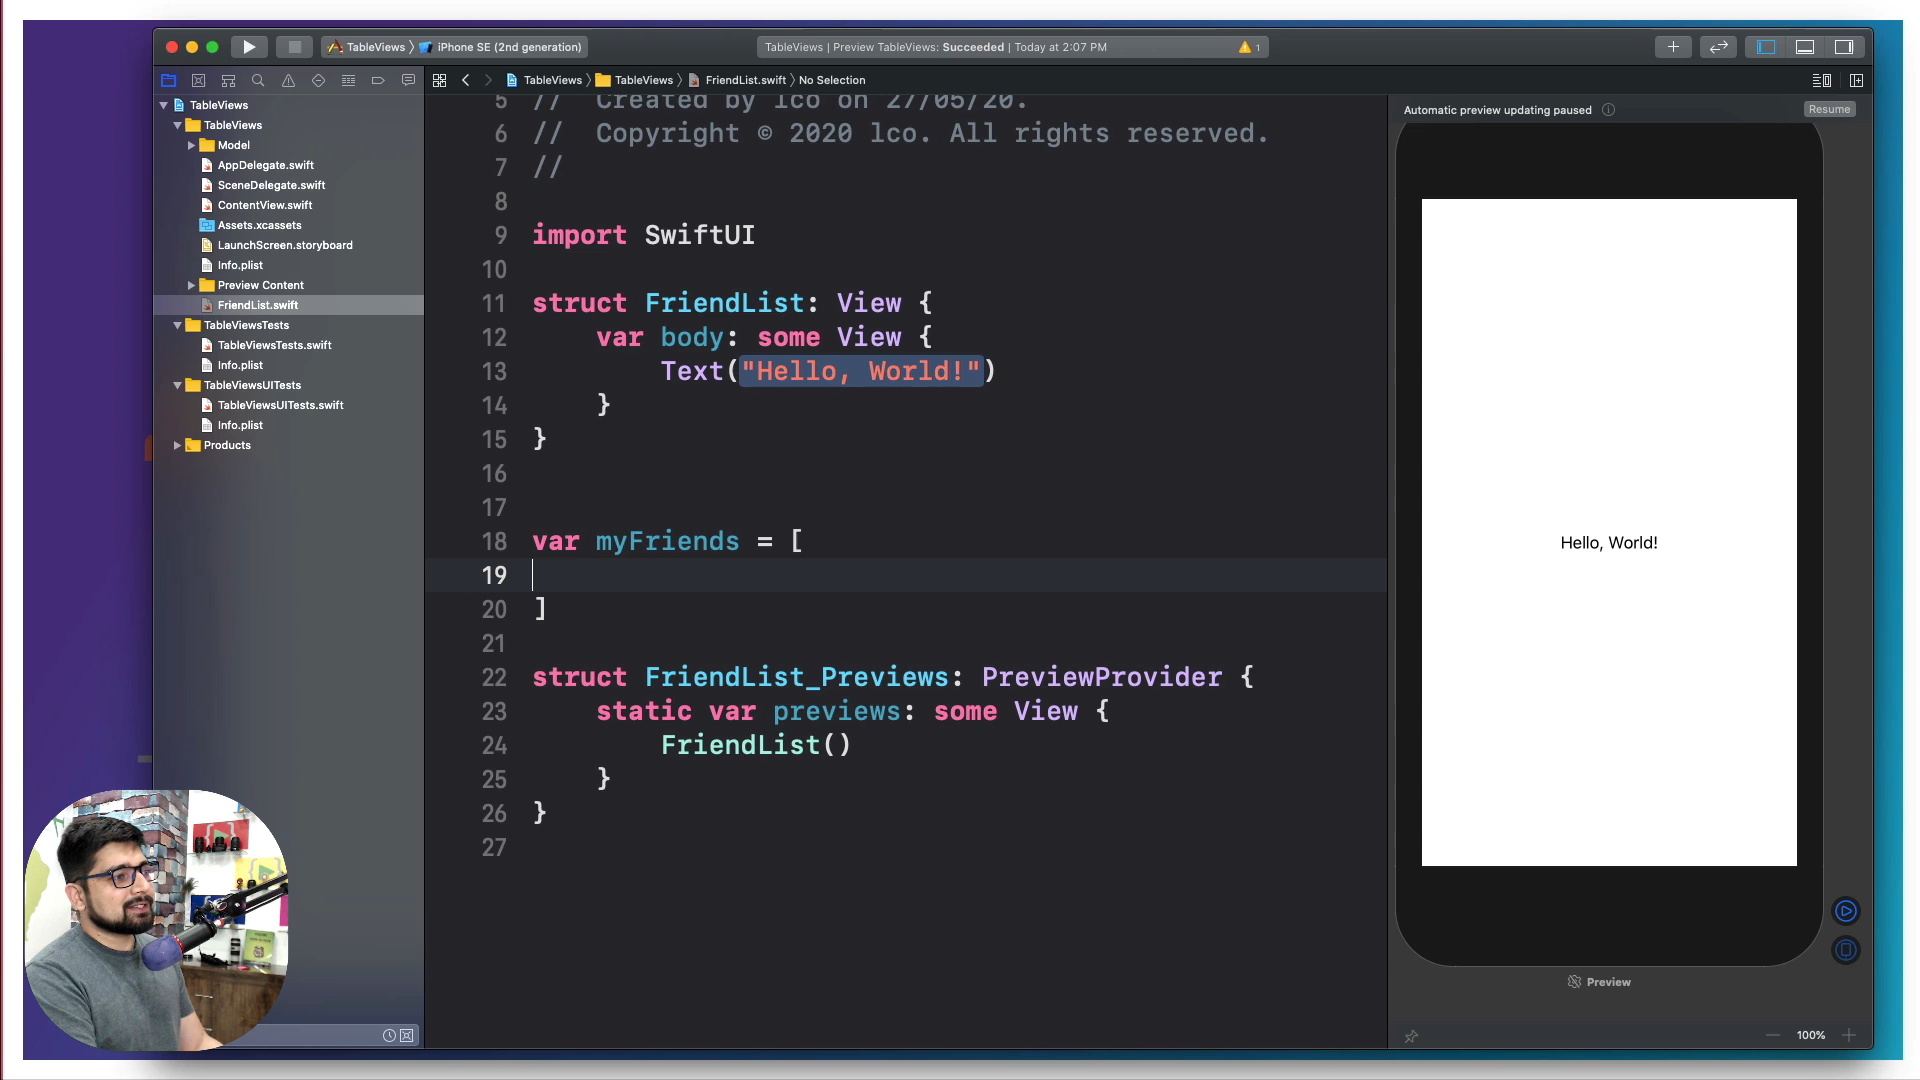 TableViews 〉 iPhone SE (2nd generation)
TableViews | Preview TableViews: Succeeded | Today at 2:07 PM
1
TableViews 〉 TableViews 〉 FriendList.swift 〉 No Selection
TableViews
TableViews
Model
AppDelegate.swift
SceneDelegate.swift
ContentView.swift
Assets.xcassets
LaunchScreen.storyboard
Info.plist
Preview Content
FriendList.swift
TableViewsTests
TableViewsTests.swift
Info.plist
TableViewsUITests
TableViewsUITests.swift
Info.plist
Products
5 //  Created by lco on 27/05/20.
6 //  Copyright © 2020 lco. All rights reserved.
7 //
8
9 import SwiftUI
10
11 struct FriendList: View {
12     var body: some View {
13         Text("Hello, World!")
14     }
15 }
16
17
18 var myFriends = [
19
20 ]
21
22 struct FriendList_Previews: PreviewProvider {
23     static var previews: some View {
24         FriendList()
25     }
26 }
27
Automatic preview updating paused
Resume
Hello, World!
Preview
100%